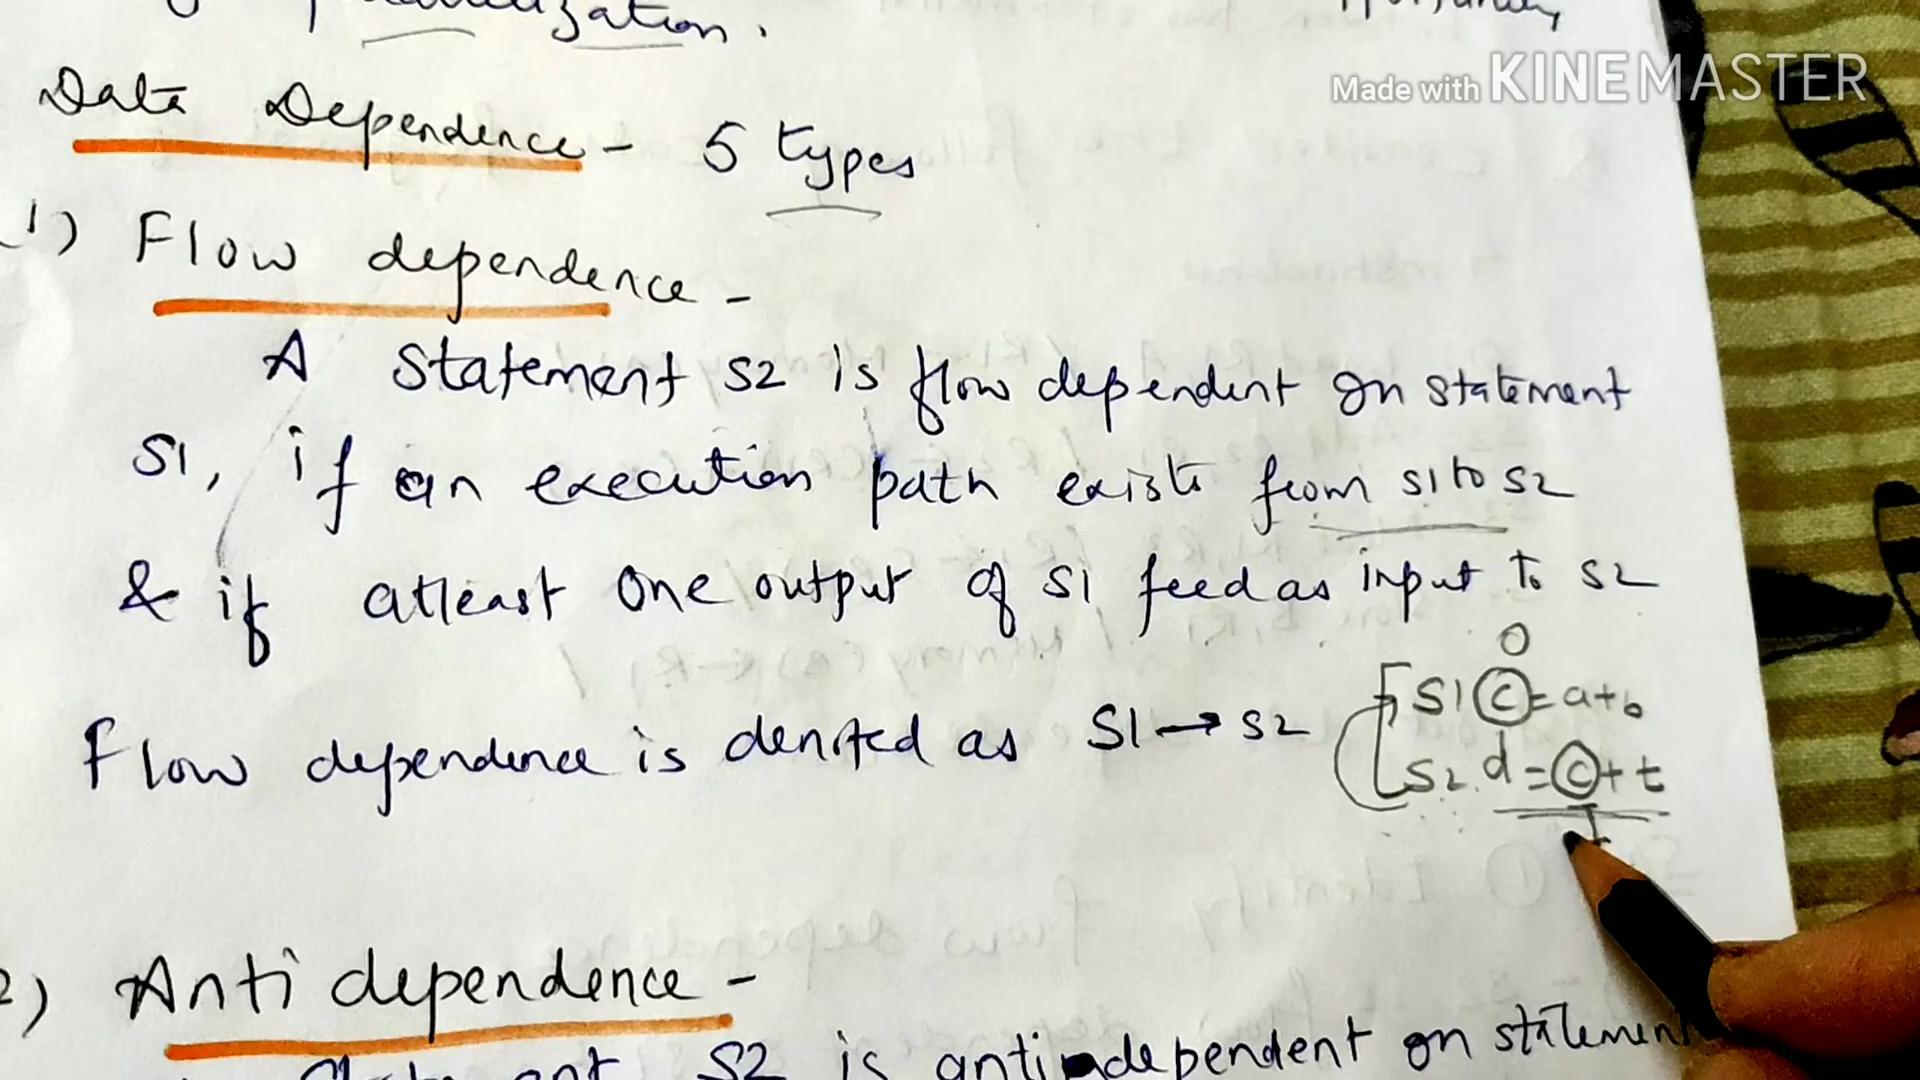 Made with KINEMASTER
Data Dependence - 5 types
1) Flow dependence -
A statement S2 is flow dependent on statement
S1, if an execution path exists from S1 to S2
& if atleast one output of S1 feed as input to S2
O
S1 c = a+b
Flow dependence is denoted as S1 → S2
S2 d = c + t
I
2) Anti dependence -
S2 is antidependent on statement